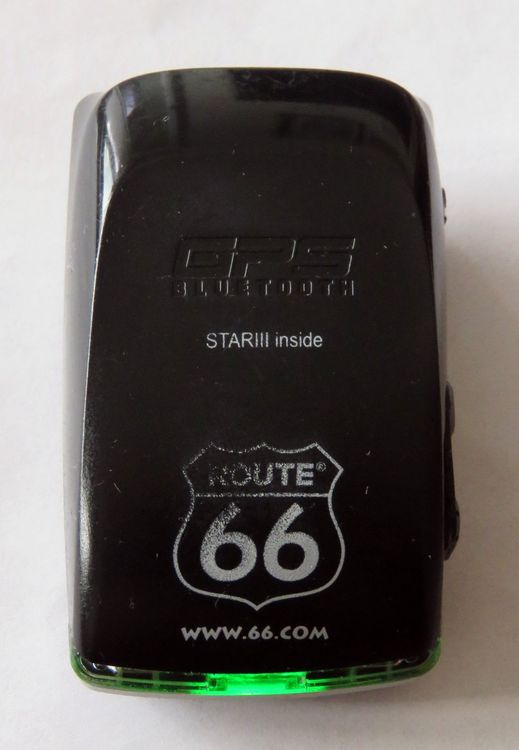 GPS
BLUETOOTH
STARIII inside
ROUTE®
66
WWW.66.COM